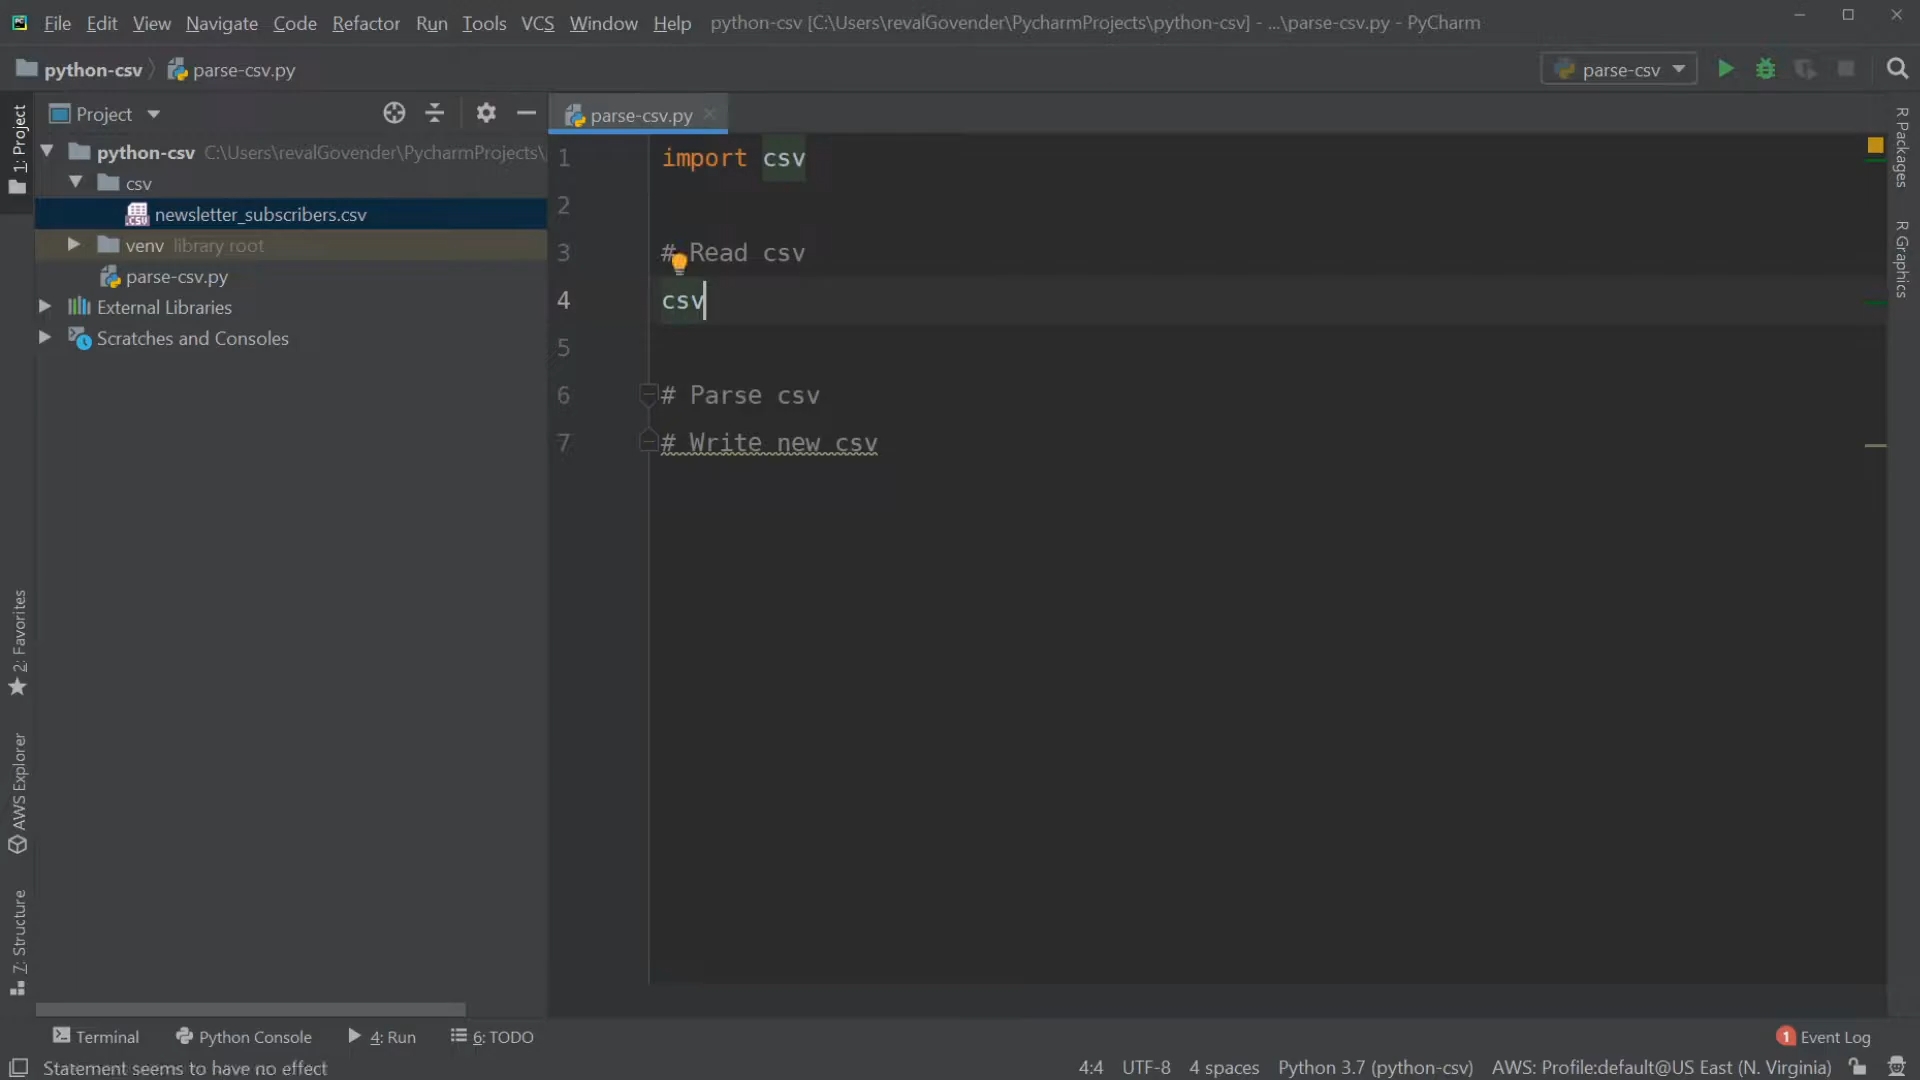 File Edit View Navigate Code Refactor Run Tools VCS Window Help python-csv [C:\Users\revalGovender\PycharmProjects\python-csv] - ...\parse-csv.py - PyCharm
python-csv parse-csv.py parse-csv
1: Project
Project
python-csv C:\Users\revalGovender\PycharmProjects\
csv
newsletter_subscribers.csv
venv library root
parse-csv.py
External Libraries
Scratches and Consoles
2: Favorites
AWS Explorer
7: Structure
parse-csv.py
1 import csv
2
3 # Read csv
4 csv
5
6 # Parse csv
7 # Write new csv
R Packages
R Graphics
Terminal Python Console 4: Run 6: TODO 1 Event Log
Statement seems to have no effect 4:4 UTF-8 4 spaces Python 3.7 (python-csv) AWS: Profile:default@US East (N. Virginia)